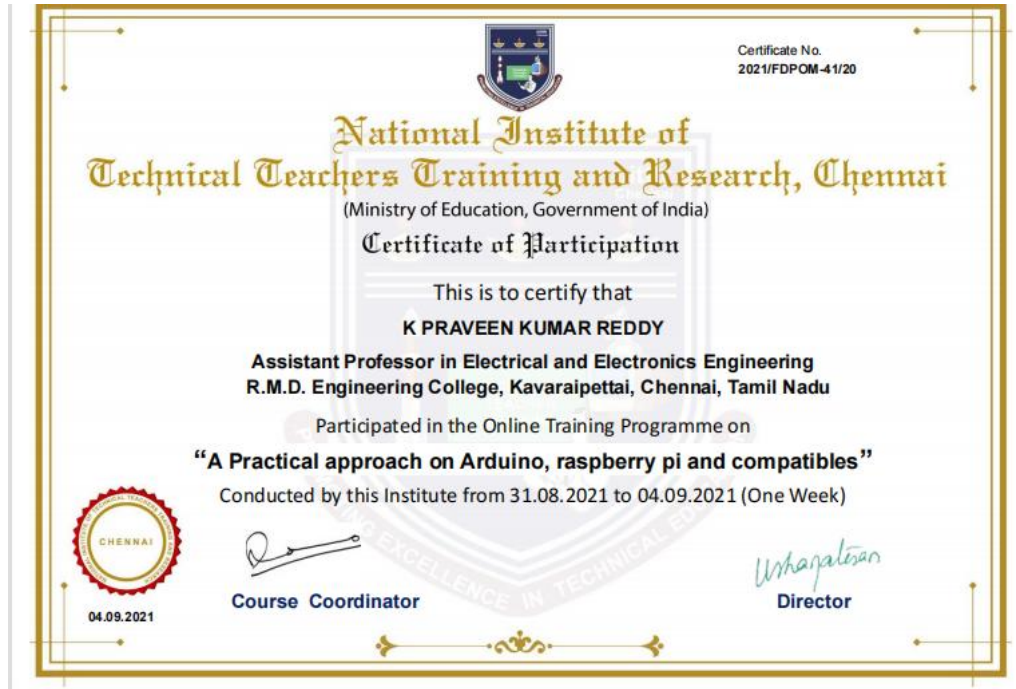 Certificate No.
2021/FDPOM-41/20
National Institute of
Technical Teachers Training and Research, Chennai
(Ministry of Education, Government of India)
Certificate of Participation
This is to certify that
K PRAVEEN KUMAR REDDY
Assistant Professor in Electrical and Electronics Engineering
R.M.D. Engineering College, Kavaraipettai, Chennai, Tamil Nadu
Participated in the Online Training Programme on
“A Practical approach on Arduino, raspberry pi and compatibles”
Conducted by this Institute from 31.08.2021 to 04.09.2021 (One Week)
CHENNAI
04.09.2021
Course Coordinator
Director
EXCELLENCE IN TECHNICAL